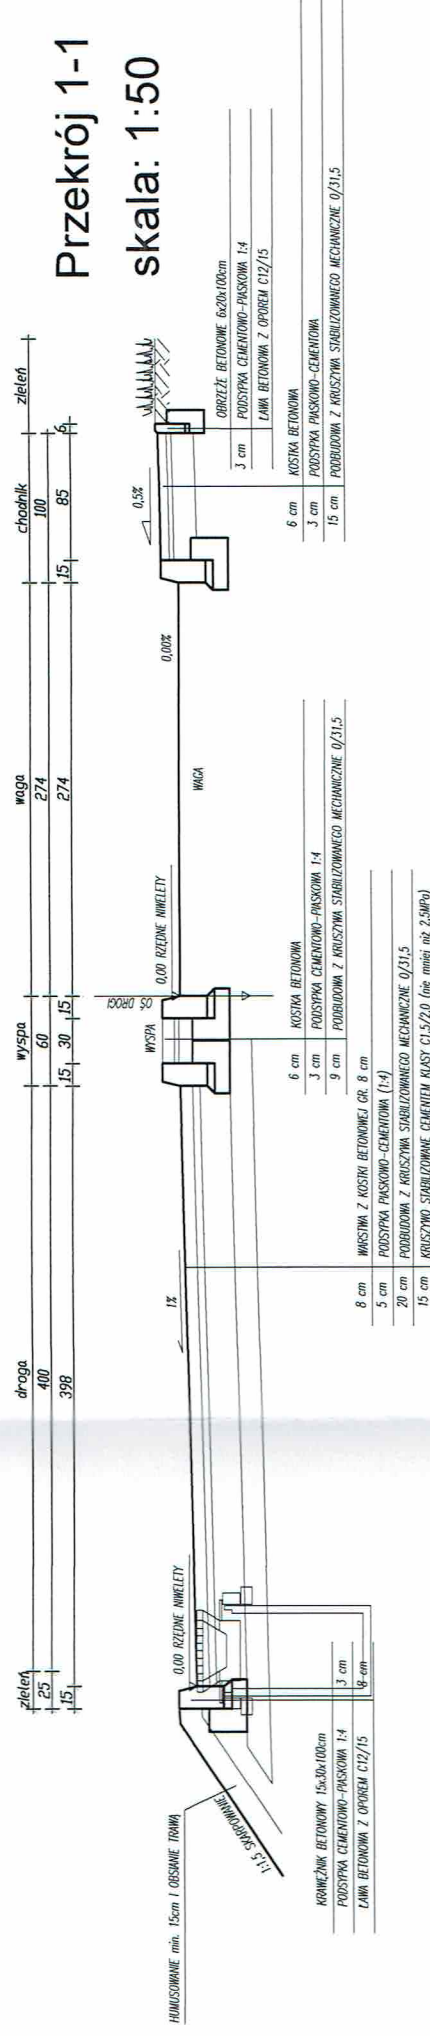 Przekrój 1-1
skala: 1:50
zieleń
droga
wyspa
waga
chodnik
zieleń
25
400
60
274
100
15
398
15
30
15
274
15
85
6
HUMUSOWANIE min. 15cm I OBSIANIE TRAWĄ
1:1,5 SKARPOWANIE
0,00 RZĘDNE NIWELETY
1%
WYSPA
OŚ DROGI
0,00 RZĘDNE NIWELETY
WAGA
0,00%
0,5%
KRAWĘŻNIK BETONOWY 15x30x100cm
PODSYPKA CEMENTOWO-PIASKOWA 1:4 3 cm
ŁAWA BETONOWA Z OPOREM C12/15 8 cm
8 cm WARSTWA Z KOSTKI BETONOWEJ GR. 8 cm
5 cm PODSYPKA PIASKOWO-CEMENTOWA (1:4)
20 cm PODBUDOWA Z KRUSZYWA STABILIZOWANEGO MECHANICZNIE 0/31,5
15 cm KRUSZYWO STABILIZOWANE CEMENTEM KLASY C1.5/2.0 (nie mniej niż 2.5MPa)
6 cm KOSTKA BETONOWA
3 cm PODSYPKA CEMENTOWO-PIASKOWA 1:4
9 cm PODBUDOWA Z KRUSZYWA STABILIZOWANEGO MECHANICZNIE 0/31,5
OBRZEŻE BETONOWE 6x20x100cm
3 cm PODSYPKA CEMENTOWO-PIASKOWA 1:4
ŁAWA BETONOWA Z OPOREM C12/15
6 cm KOSTKA BETONOWA
3 cm PODSYPKA PIASKOWO-CEMENTOWA
15 cm PODBUDOWA Z KRUSZYWA STABILIZOWANEGO MECHANICZNIE 0/31,5